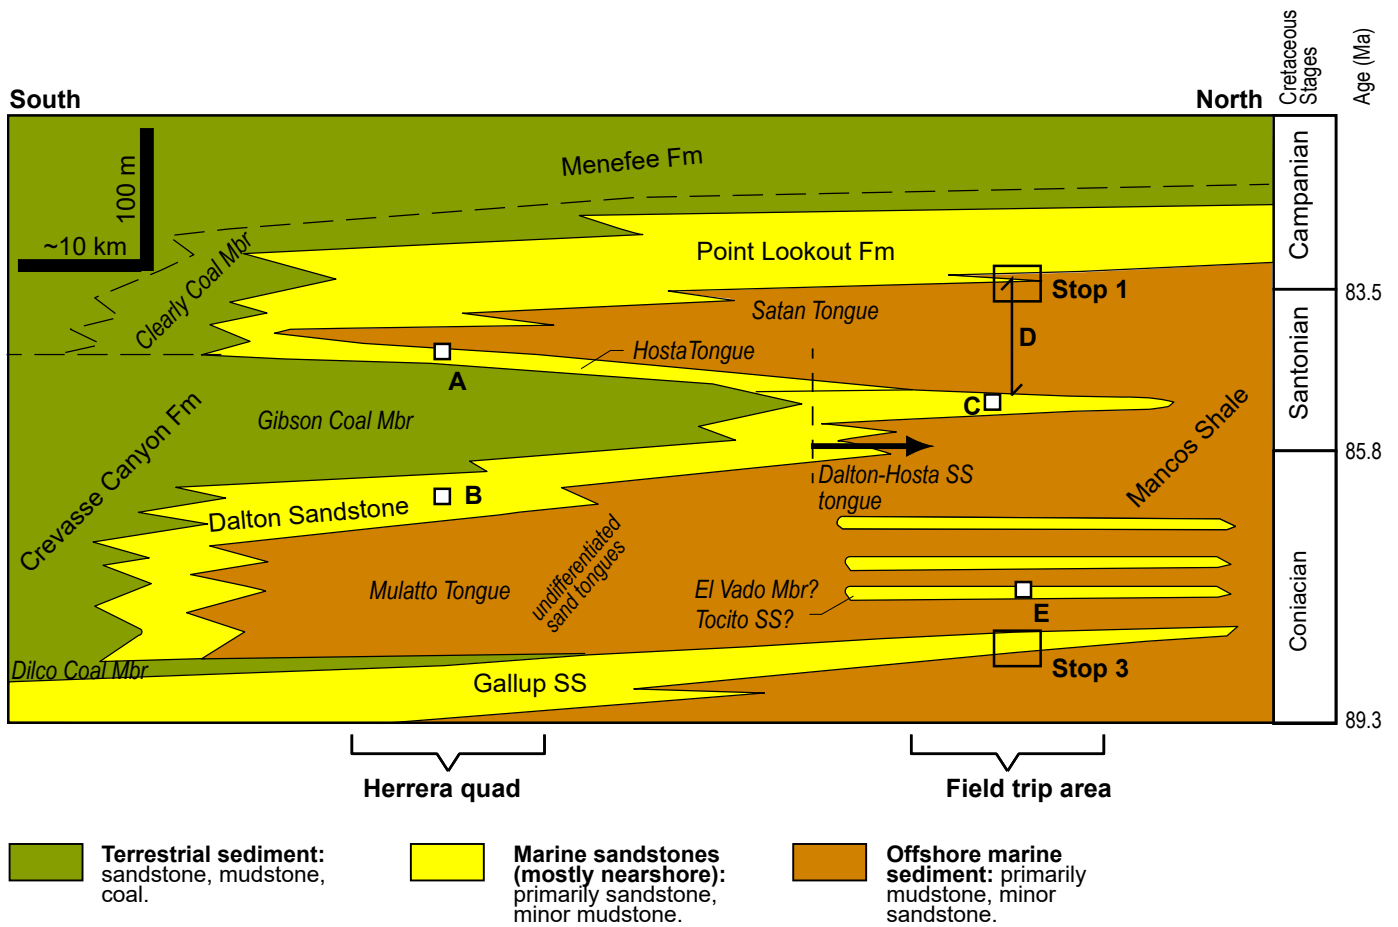 Cretaceous
Stages
Age (Ma)
South
North
100 m
~10 km
Menefee Fm
Campanian
Clearly Coal Mbr
Point Lookout Fm
Stop 1
83.5
Satan Tongue
D
HostaTongue
A
Santonian
C
Crevasse Canyon Fm
Gibson Coal Mbr
Mancos Shale
85.8
Dalton-Hosta SS
tongue
B
Dalton Sandstone
undifferentiated
sand tongues
Mulatto Tongue
El Vado Mbr?
Tocito SS?
E
Coniacian
Dilco Coal Mbr
Gallup SS
Stop 3
89.3
Herrera quad
Field trip area
Terrestrial sediment:
sandstone, mudstone,
coal.
Marine sandstones
(mostly nearshore):
primarily sandstone,
minor mudstone.
Offshore marine
sediment: primarily
mudstone, minor
sandstone.